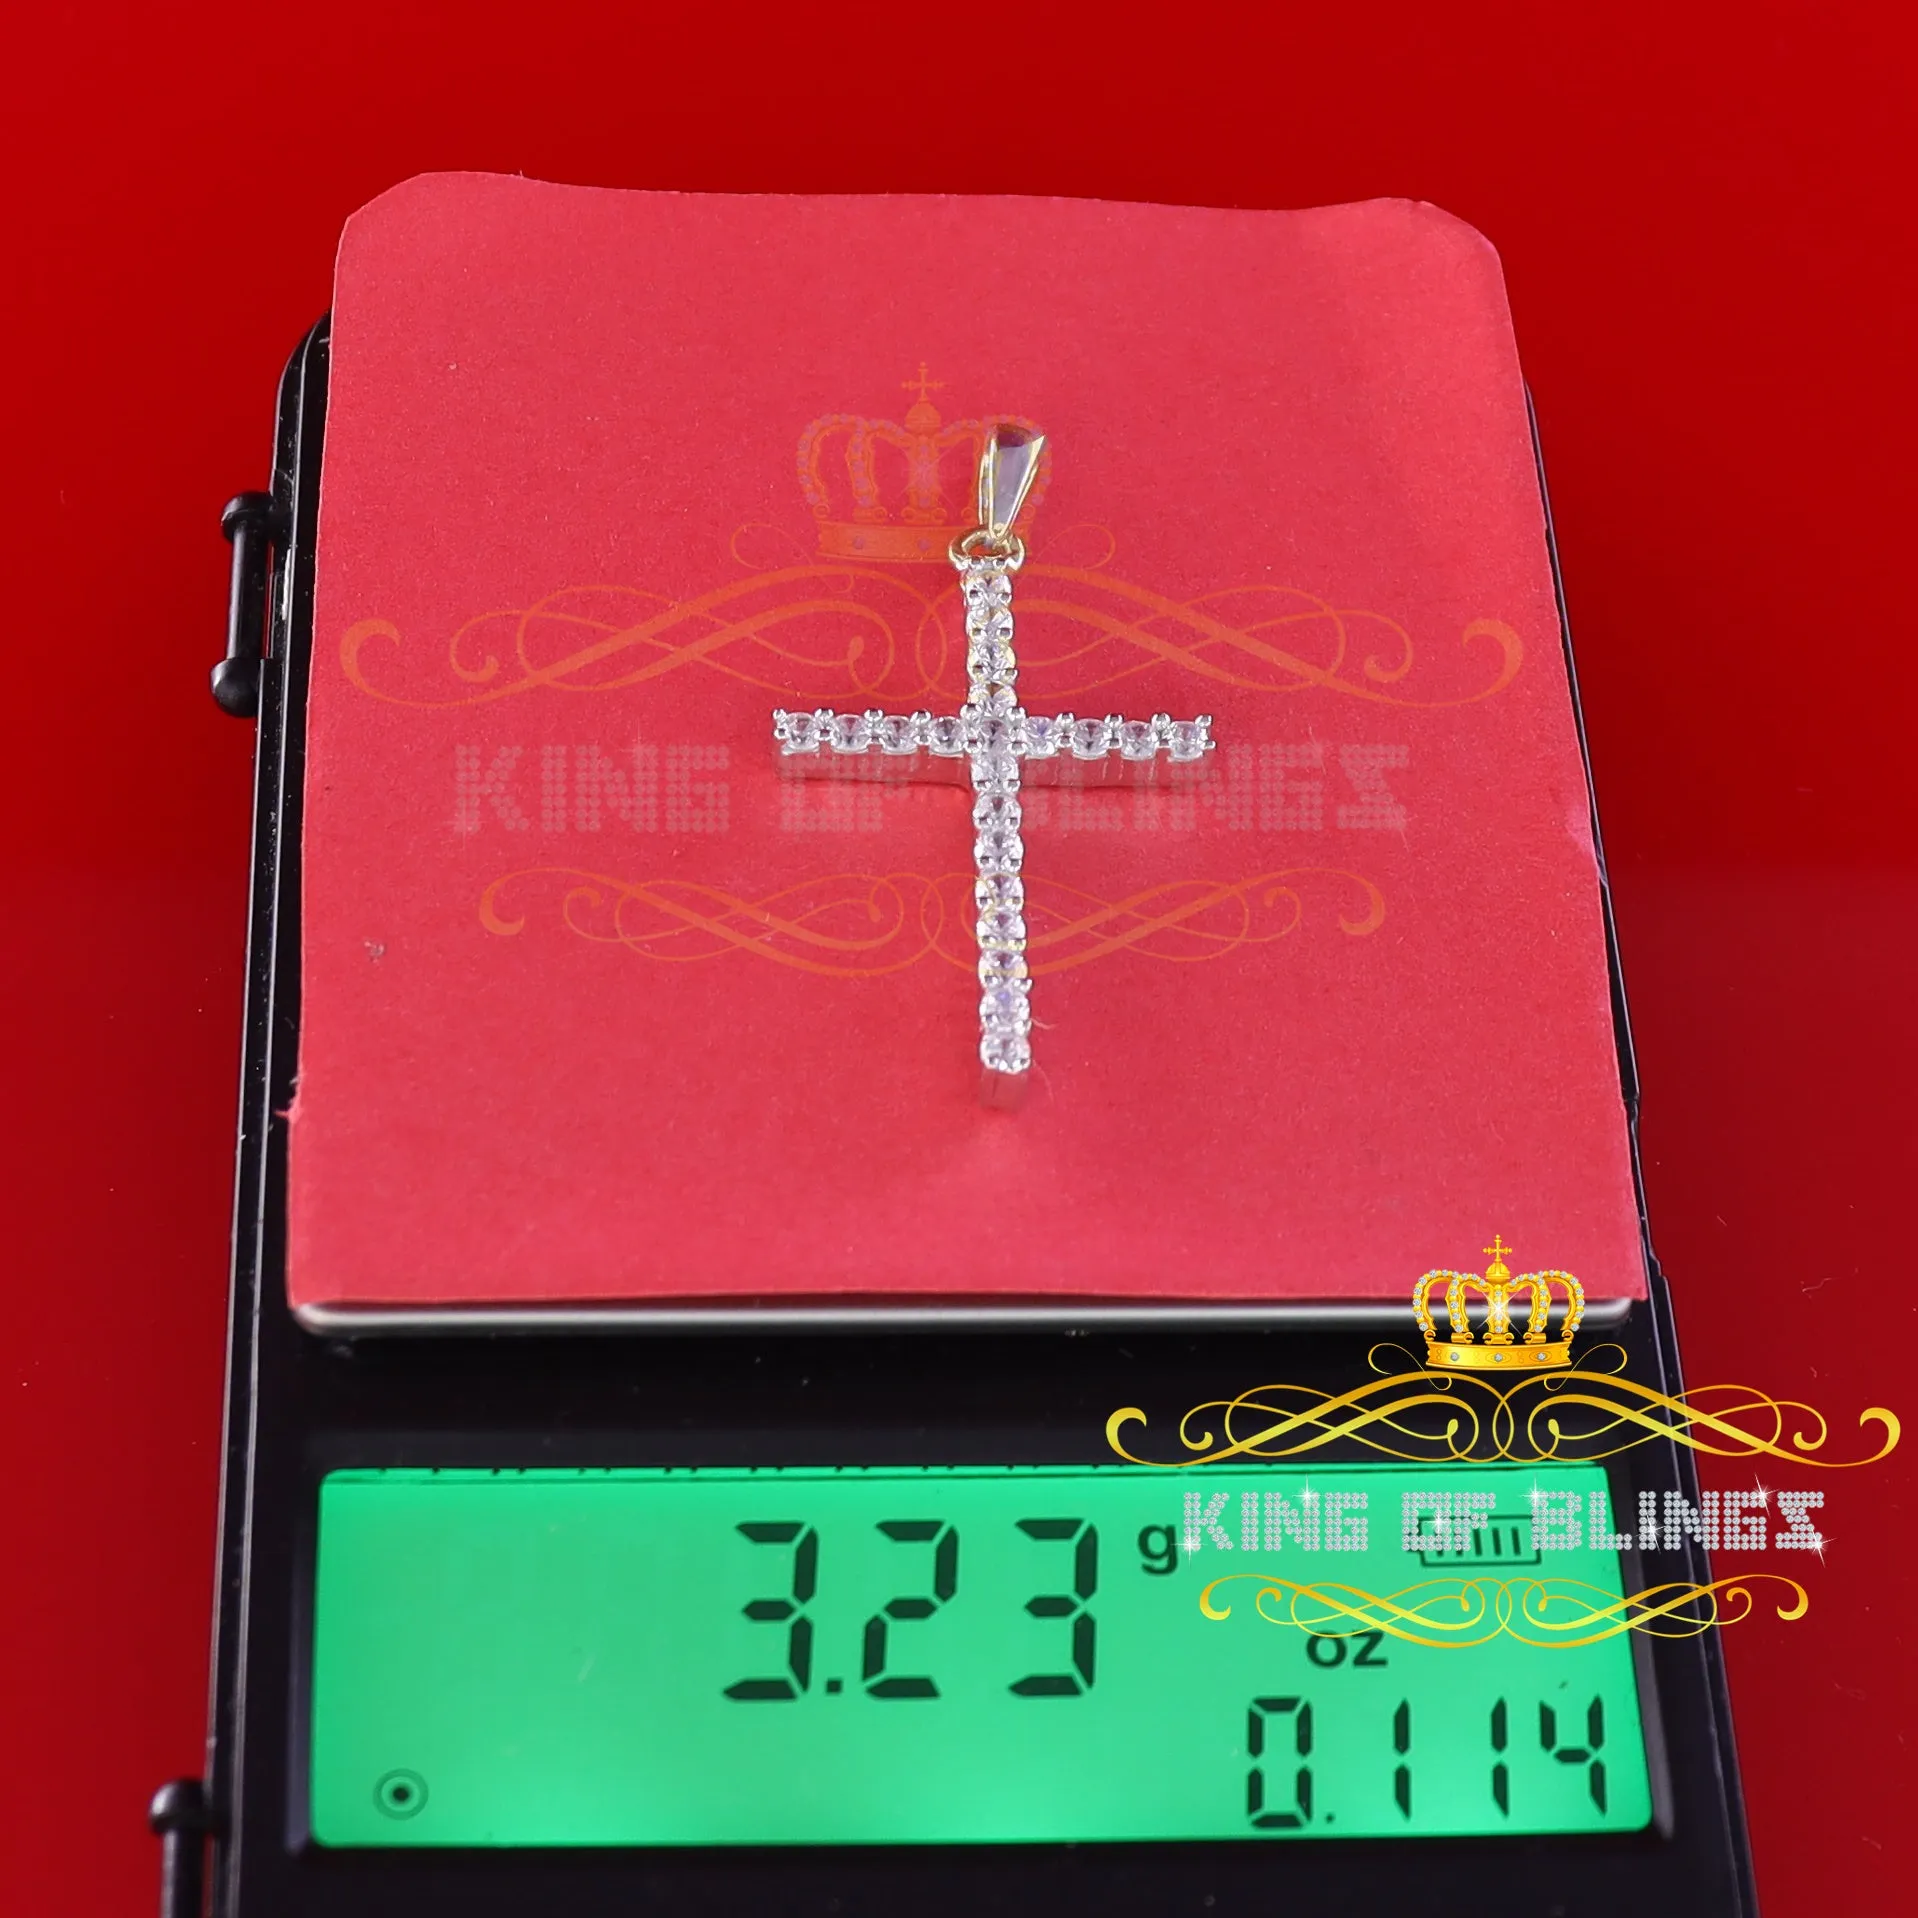 KING OF BLINGS
3.23 g
KING OF BLINGS
oz
0.114